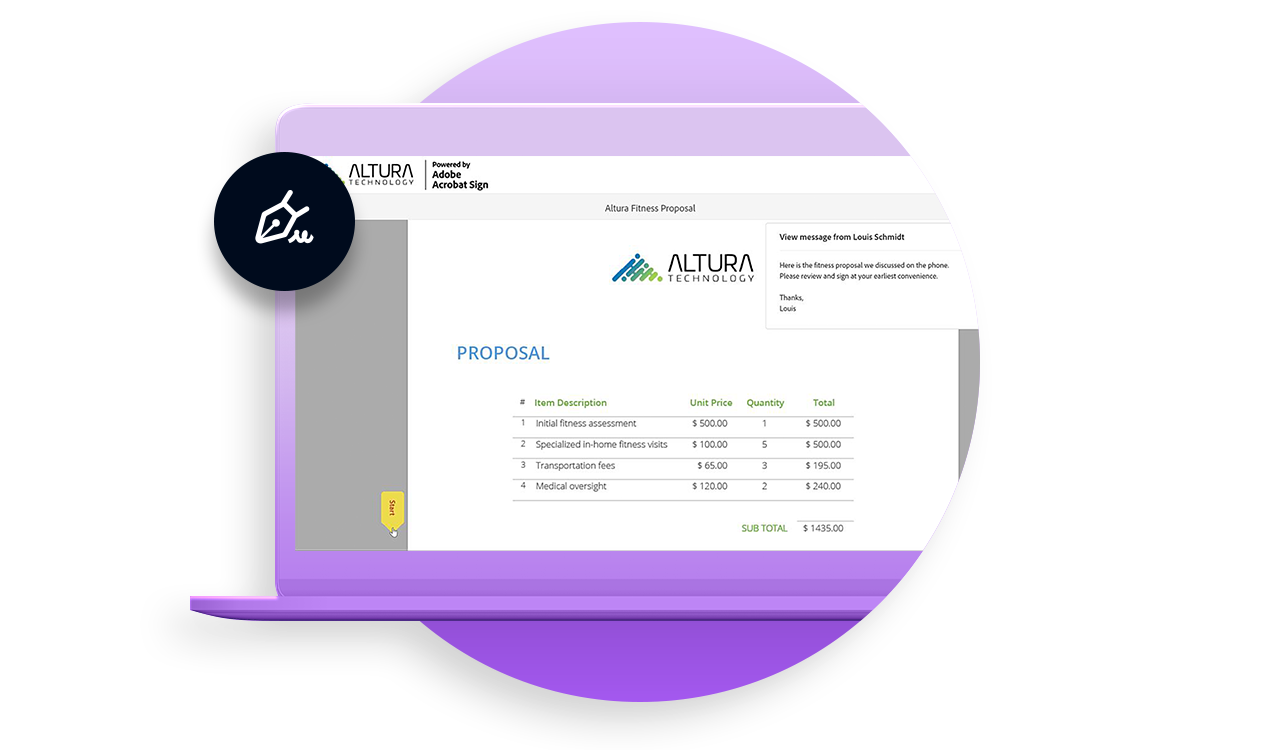 ALTURA
TECHNOLOGY
Powered by
Adobe
Acrobat Sign
Altura Fitness Proposal
ALTURA
TECHNOLOGY
View message from Louis Schmidt
Here is the fitness proposal we discussed on the phone.
Please review and sign at your earliest convenience.
Thanks,
Louis
PROPOSAL
# Item Description Unit Price Quantity Total
1 Initial fitness assessment $ 500.00 1 $ 500.00
2 Specialized in-home fitness visits $ 100.00 5 $ 500.00
3 Transportation fees $ 65.00 3 $ 195.00
4 Medical oversight $ 120.00 2 $ 240.00
Start
SUB TOTAL $ 1435.00